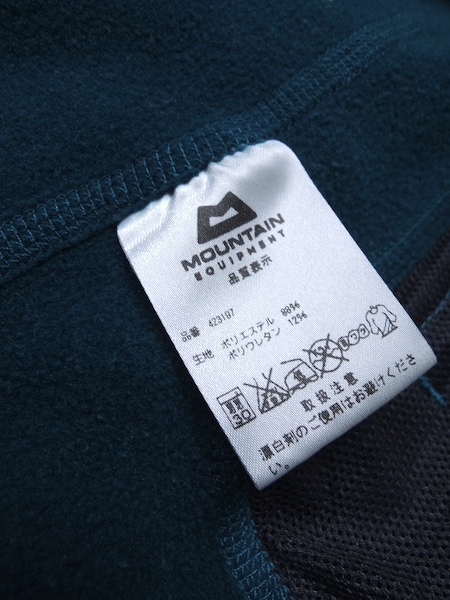 MOUNTAIN
EQUIPMENT
品質表示
品番 423187
生地 ポリエステル 88%
ポリウレタン 12%
30
取扱注意
漂白剤のご使用はお避けくださ
い。